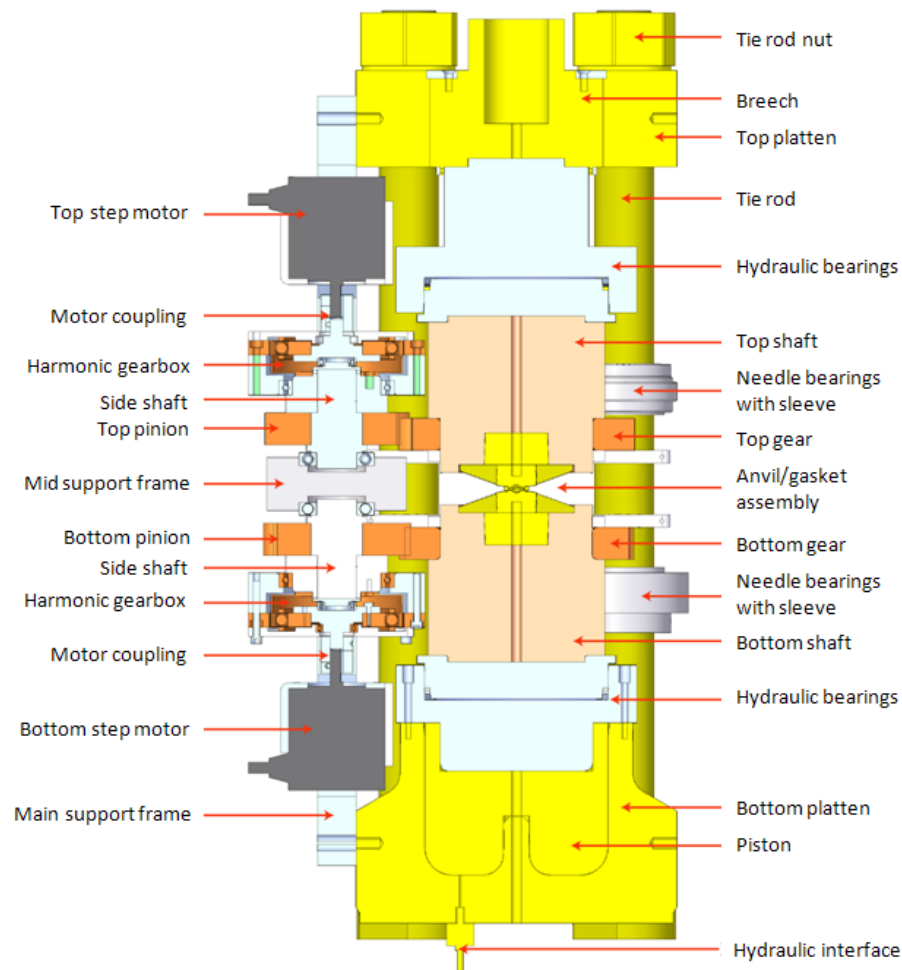 Tie rod nut
Breech
Top platten
Tie rod
Top step motor
Hydraulic bearings
Motor coupling
Top shaft
Harmonic gearbox
Needle bearings
with sleeve
Side shaft
Top pinion
Top gear
Mid support frame
Anvil/gasket
assembly
Bottom pinion
Bottom gear
Side shaft
Harmonic gearbox
Needle bearings
with sleeve
Bottom shaft
Motor coupling
Hydraulic bearings
Bottom step motor
Bottom platten
Main support frame
Piston
Hydraulic interface